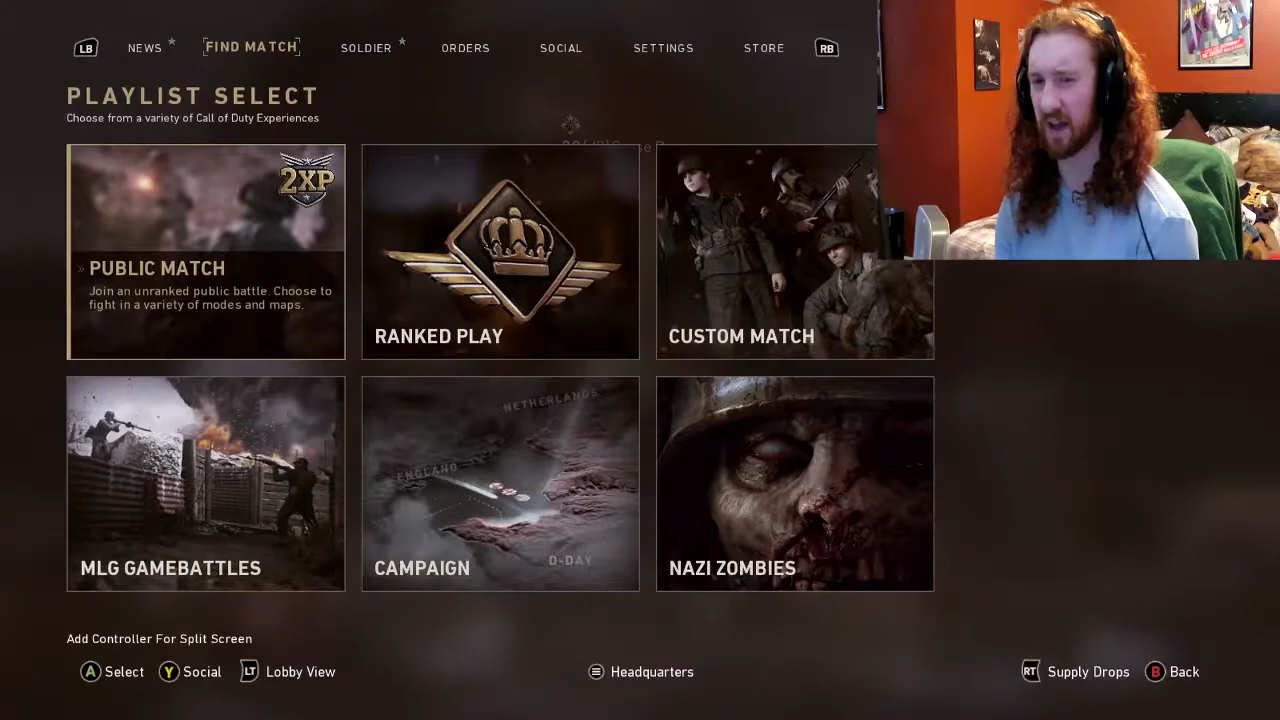 LB NEWS FIND MATCH SOLDIER ORDERS SOCIAL SETTINGS STORE RB
PLAYLIST SELECT
Choose from a variety of Call of Duty Experiences
2XP
PUBLIC MATCH
Join an unranked public battle. Choose to
fight in a variety of modes and maps.
RANKED PLAY
CUSTOM MATCH
NETHERLANDS
ENGLAND
D-DAY
MLG GAMEBATTLES
CAMPAIGN
NAZI ZOMBIES
Add Controller For Split Screen
A Select Y Social LT Lobby View Headquarters RT Supply Drops B Back